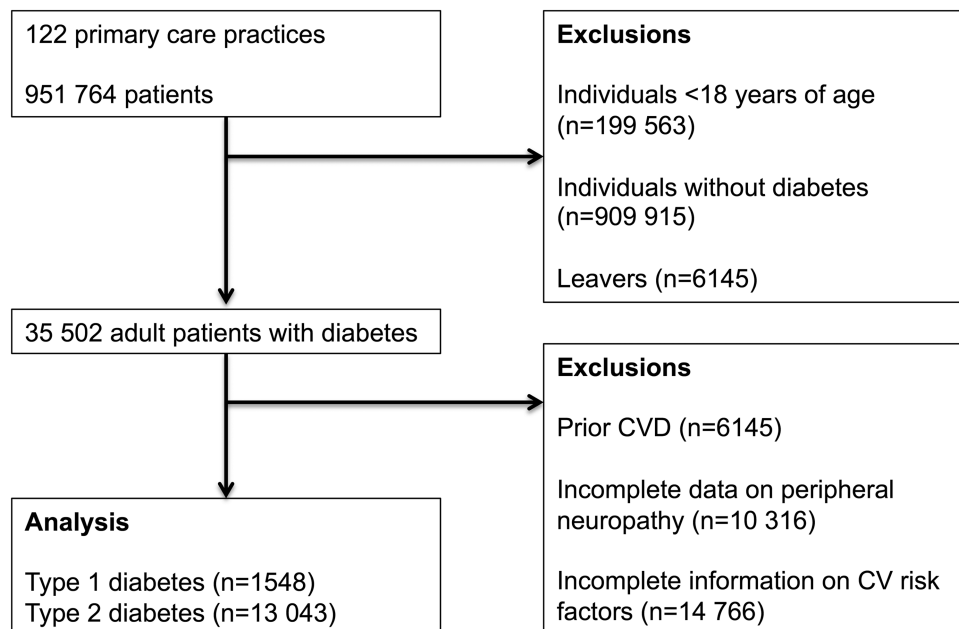 122 primary care practices
951 764 patients
Exclusions
Individuals <18 years of age
(n=199 563)
Individuals without diabetes
(n=909 915)
Leavers (n=6145)
35 502 adult patients with diabetes
Exclusions
Prior CVD (n=6145)
Incomplete data on peripheral
neuropathy (n=10 316)
Incomplete information on CV risk
factors (n=14 766)
Analysis
Type 1 diabetes (n=1548)
Type 2 diabetes (n=13 043)